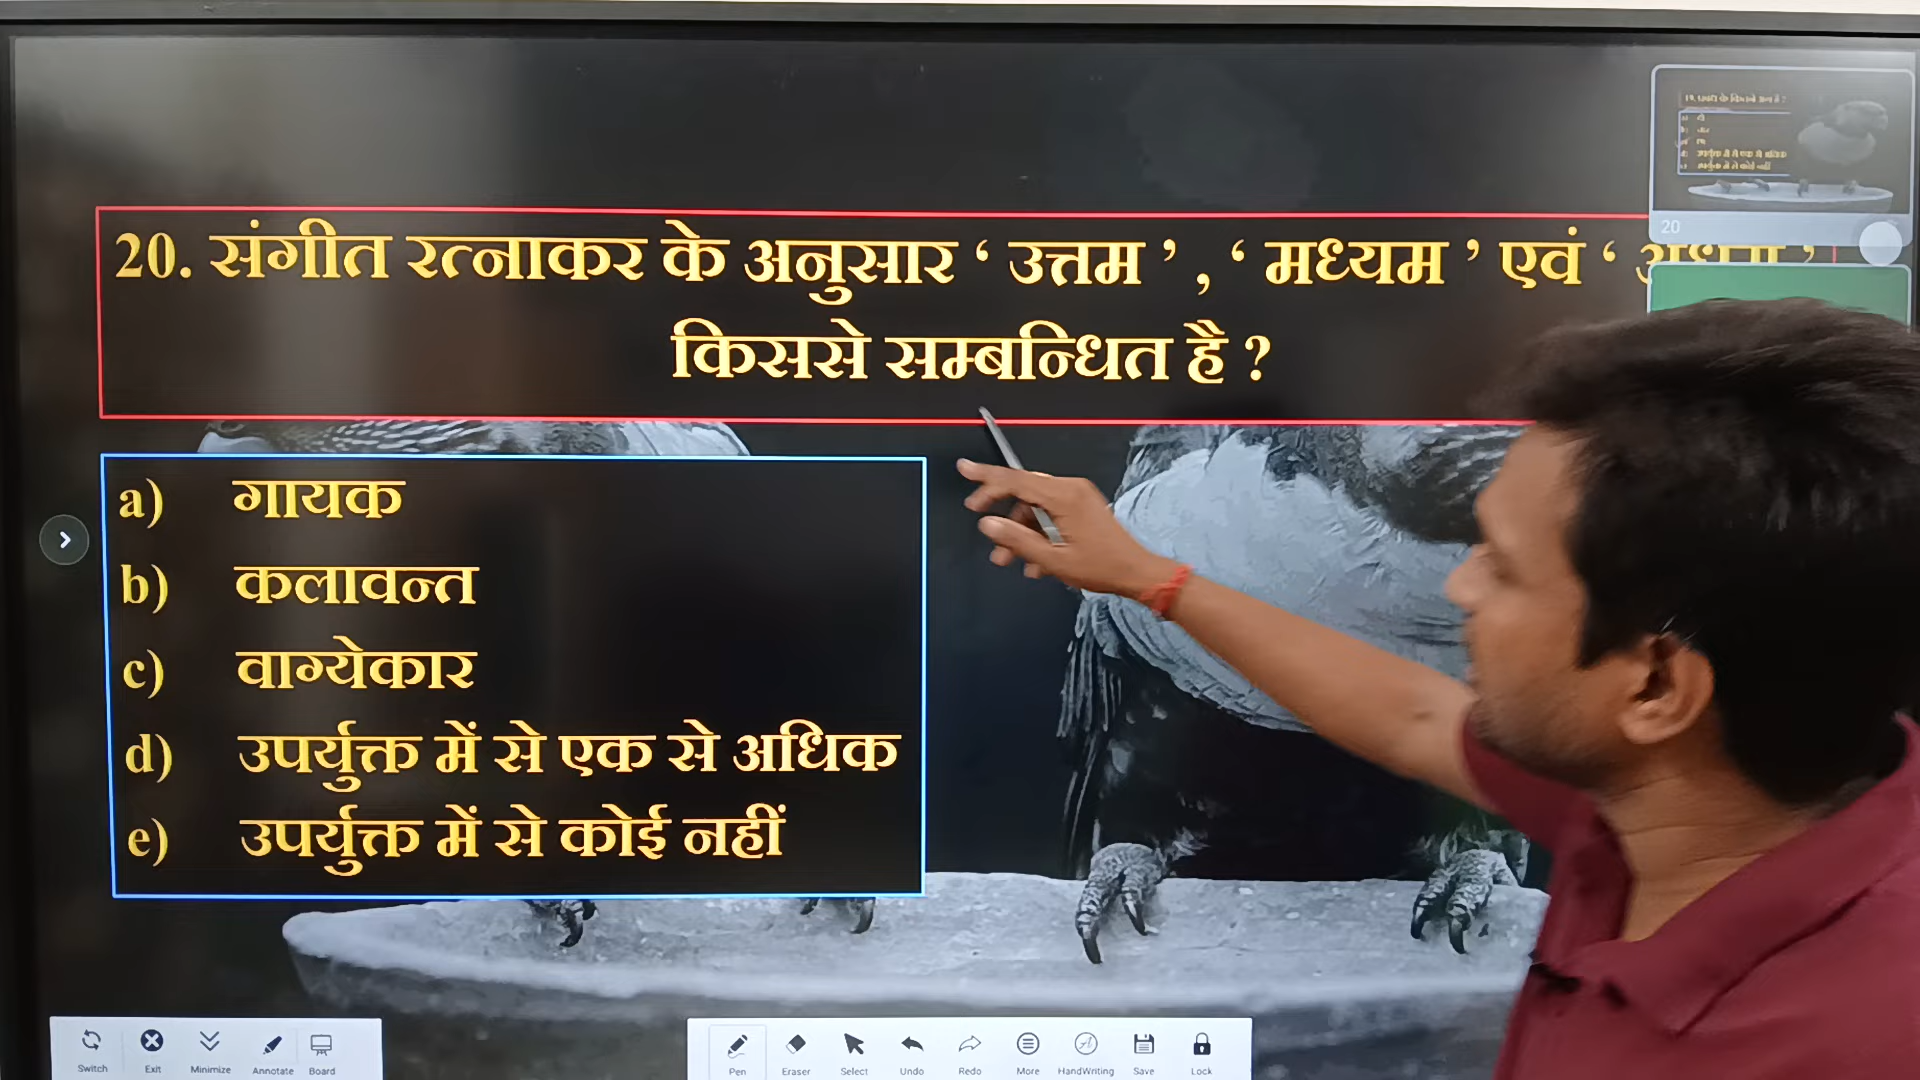 20. संगीत रत्नाकर के अनुसार ‘ उत्तम ’ , ‘ मध्यम ’ एवं ‘
किससे सम्बन्धित है ?
a) गायक
b) कलावन्त
c) वाग्येकार
d) उपर्युक्त में से एक से अधिक
e) उपर्युक्त में से कोई नहीं
20
Switch Exit Minimize Annotate Board
Pen Eraser Select Undo Redo More HandWriting Save Lock